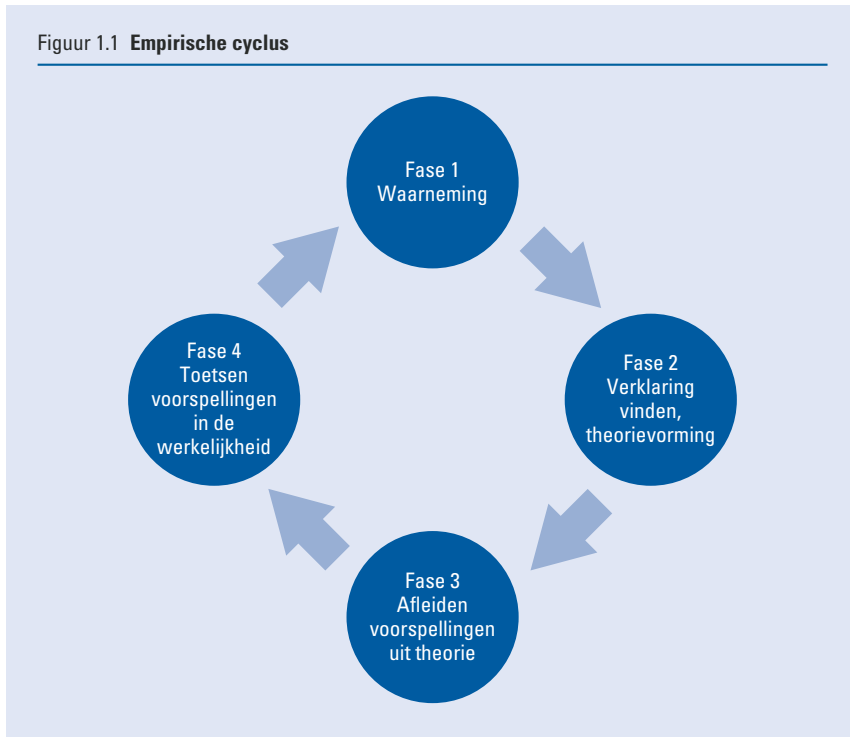 Figuur 1.1 Empirische cyclus
Fase 1
Waarneming
Fase 2
Verklaring
vinden,
theorievorming
Fase 3
Afleiden
voorspellingen
uit theorie
Fase 4
Toetsen
voorspellingen
in de
werkelijkheid